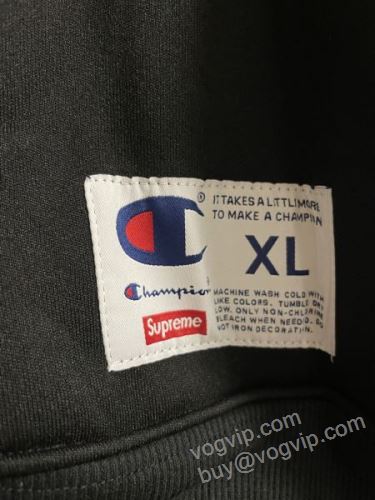 ® IT TAKES A LITTLE MORE
TO MAKE A CHAMPION
XL
Champion
MACHINE WASH COLD WITH
LIKE COLORS. TUMBLE DRY
LOW. ONLY NON-CHLORINE
BLEACH WHEN NEEDED. DO
NOT IRON DECORATION.
Supreme
vogvip.com
buy@vogvip.com